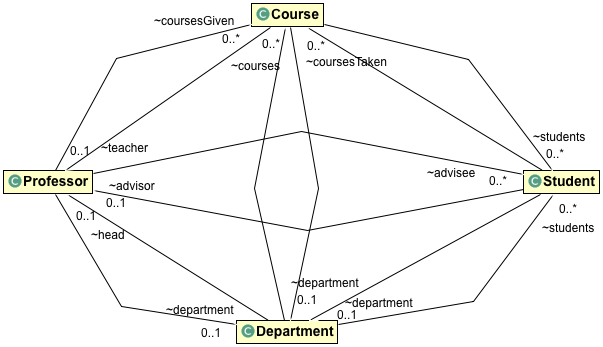 C Course
~coursesGiven
0..*
0..*
0..*
~courses
~coursesTaken
~students
0..1
~teacher
0..*
C Professor
~advisor
~advisee
0..*
C Student
0..1
0..1
0..*
~head
~students
~department
0..1
~department
~department
0..1
0..1
C Department